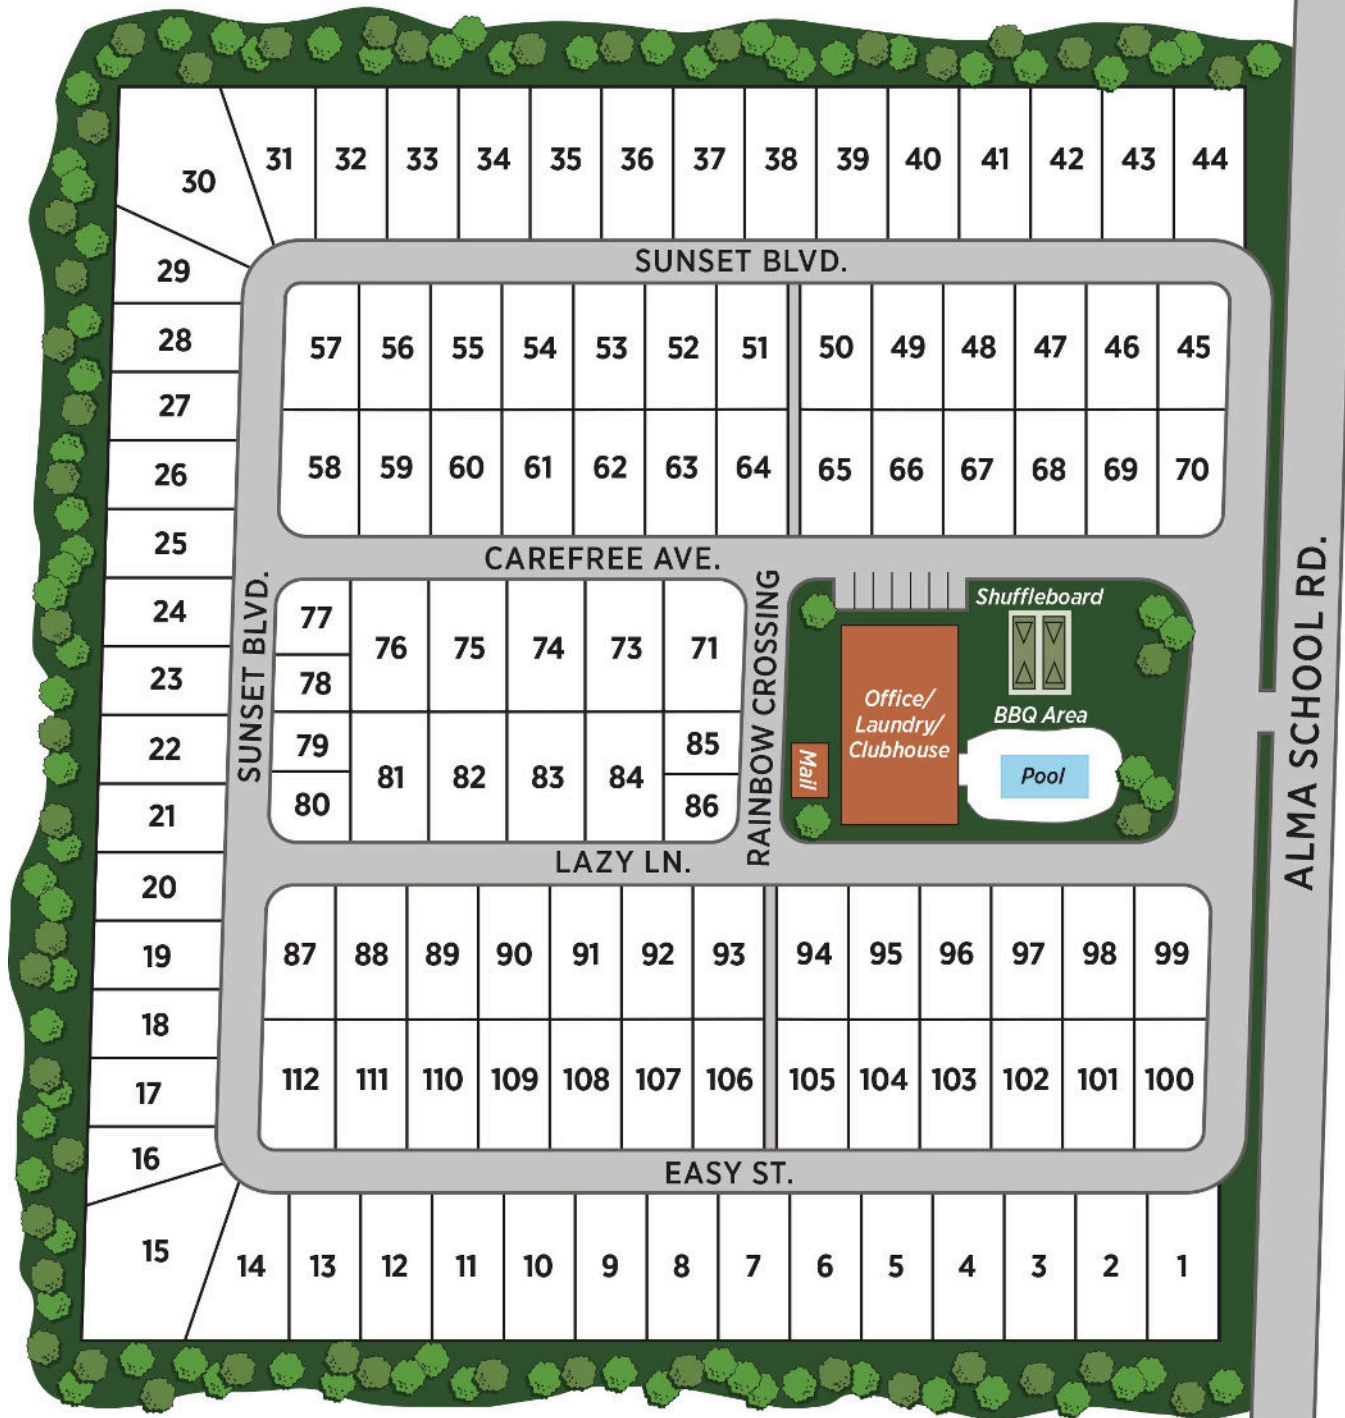 31 32 33 34 35 36 37 38 39 40 41 42 43 44
30
29
SUNSET BLVD.
28
57 56 55 54 53 52 51 50 49 48 47 46 45
27
26
58 59 60 61 62 63 64 65 66 67 68 69 70
25
CAREFREE AVE.
24
SUNSET BLVD.
77
76 75 74 73 71
78
23
22
79
81 82 83 84
85
80
86
21
RAINBOW CROSSING
Shuffleboard
Office/
Laundry/
Clubhouse
BBQ Area
Mail
Pool
ALMA SCHOOL RD.
LAZY LN.
20
19
87 88 89 90 91 92 93 94 95 96 97 98 99
18
17
112 111 110 109 108 107 106 105 104 103 102 101 100
16
EASY ST.
15
14 13 12 11 10 9 8 7 6 5 4 3 2 1